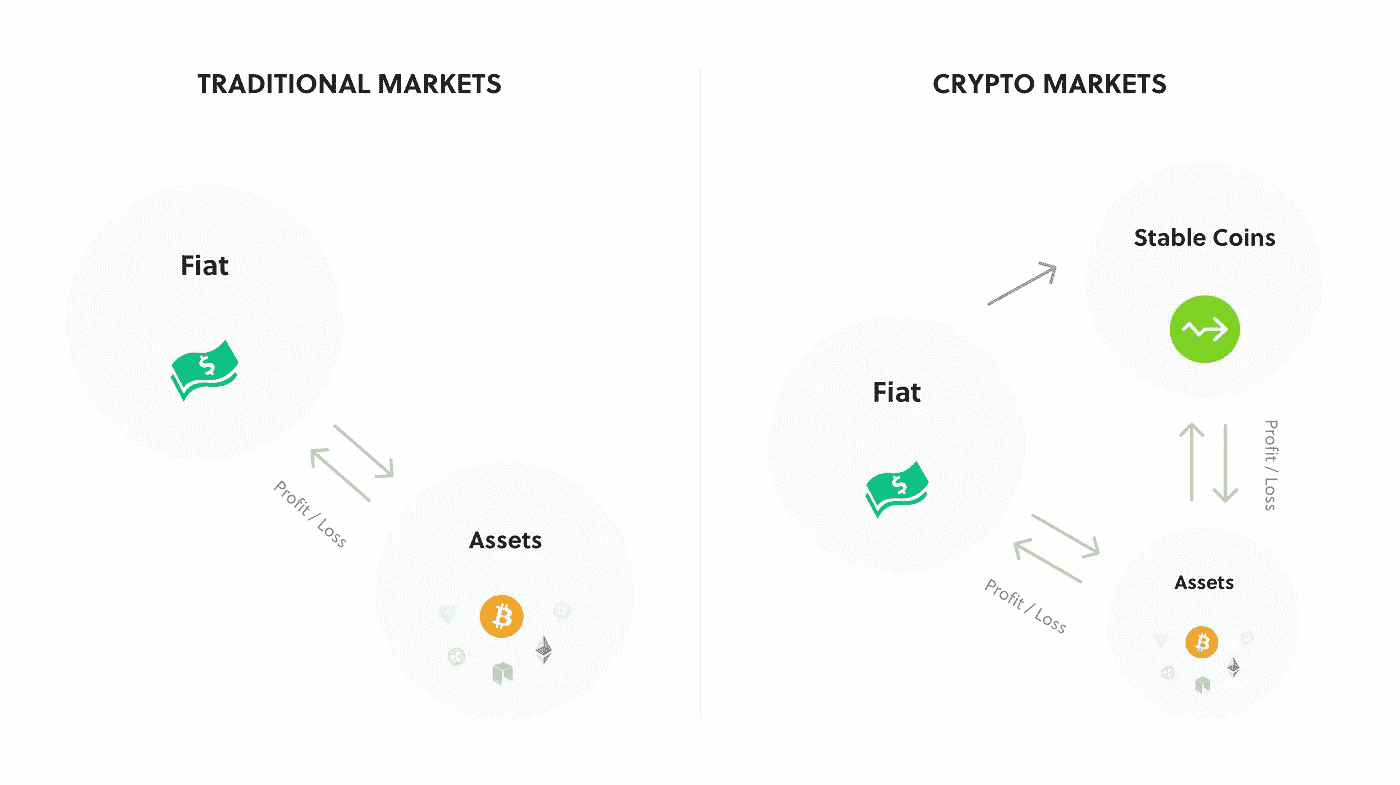 TRADITIONAL MARKETS
Fiat
$
Profit / Loss
Assets
CRYPTO MARKETS
Stable Coins
Fiat
$
Profit / Loss
Profit / Loss
Assets